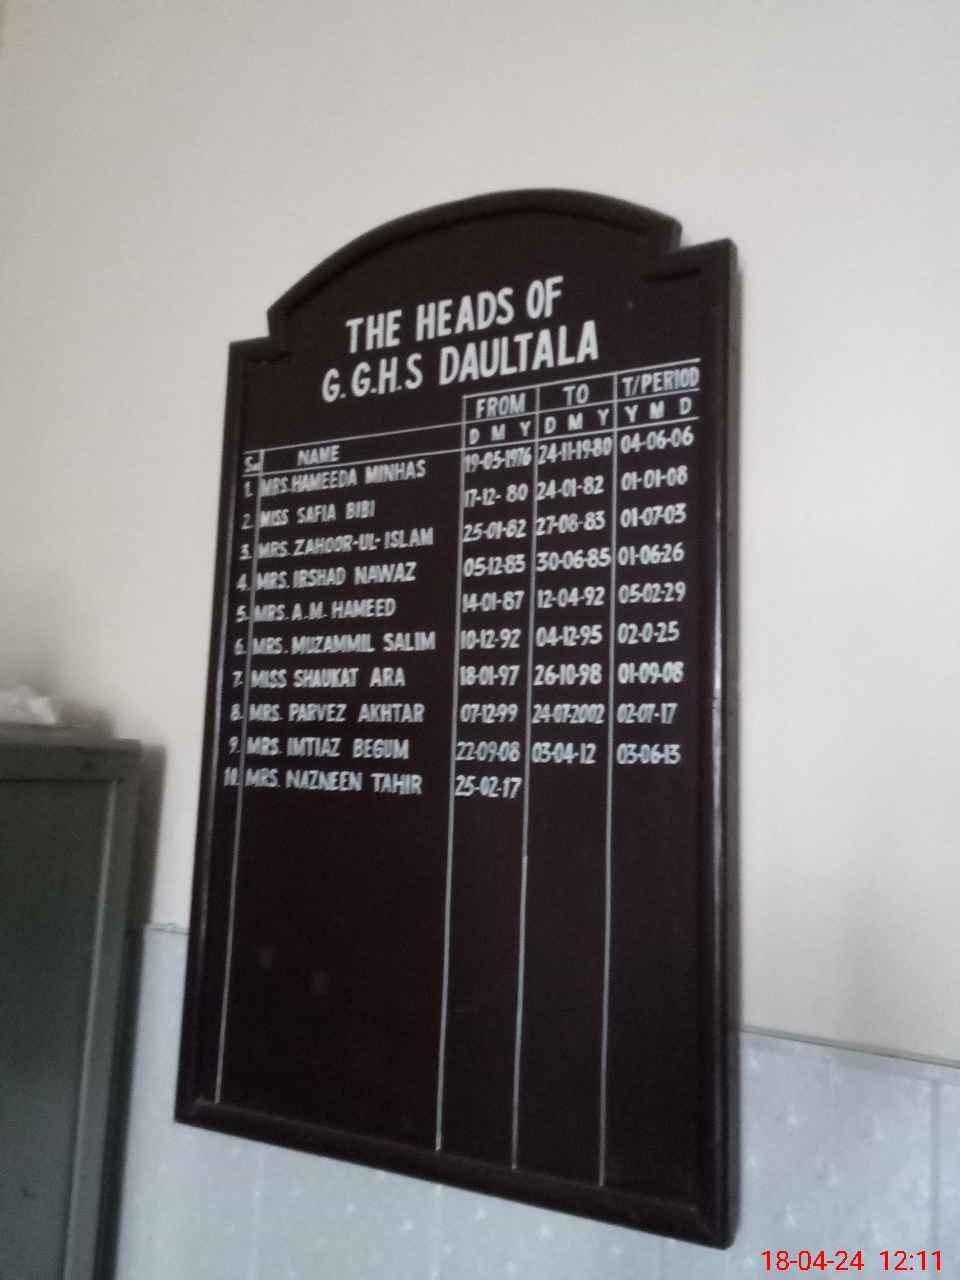 THE HEADS OF
G.G.H.S DAULTALA
FROM TO T/PERIOD
S.# NAME D M Y D M Y Y M D
1. MRS.HAMEEDA MINHAS 19-05-1976 24-11-1980 04-06-06
2. MISS SAFIA BIBI 17-12-80 24-01-82 01-01-08
3. MRS. ZAHOOR-UL-ISLAM 25-01-82 27-08-83 01-07-03
4. MRS. IRSHAD NAWAZ 05-12-83 30-06-85 01-06-26
5. MRS. A.M. HAMEED 14-01-87 12-04-92 05-02-29
6. MRS. MUZAMMIL SALIM 10-12-92 04-12-95 02-0-25
7. MISS SHAUKAT ARA 18-01-97 26-10-98 01-09-08
8. MRS. PARVEZ AKHTAR 07-12-99 24-07-2002 02-07-17
9. MRS. IMTIAZ BEGUM 22-09-08 03-04-12 03-06-13
10. MRS. NAZNEEN TAHIR 25-02-17
18-04-24 12:11